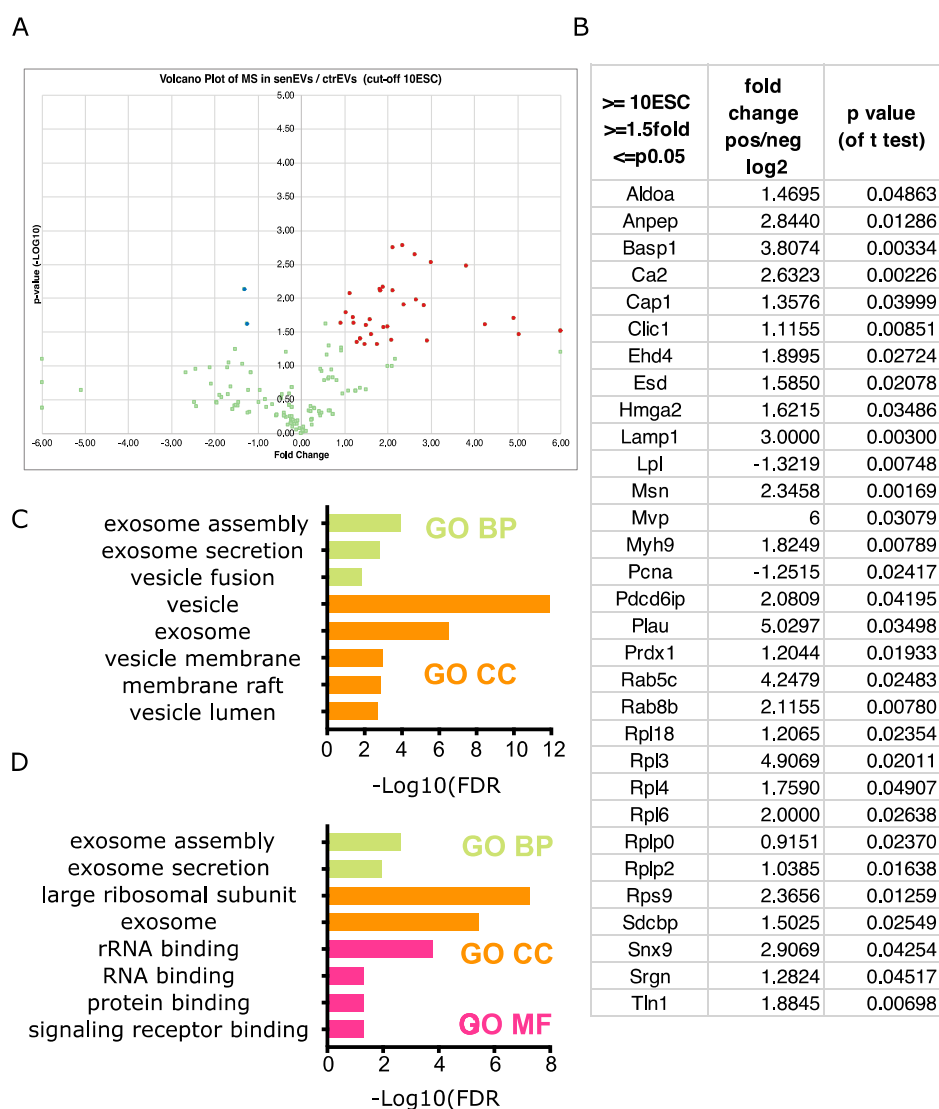 A
Volcano Plot of MS in senEVs / ctrEVs (cut-off 10ESC)
5,00
4,50
4,00
3,50
3,00
2,50
2,00
1,50
1,00
0,50
0,00
p-value (-LOG10)
-6,00 -5,00 -4,00 -3,00 -2,00 -1,00 0,00 1,00 2,00 3,00 4,00 5,00 6,00
Fold Change
B
>= 10ESC
>=1.5fold
<=p0.05
fold
change
pos/neg
log2
p value
(of t test)
Aldoa 1.4695 0.04863
Anpep 2.8440 0.01286
Basp1 3.8074 0.00334
Ca2 2.6323 0.00226
Cap1 1.3576 0.03999
Clic1 1.1155 0.00851
Ehd4 1.8995 0.02724
Esd 1.5850 0.02078
Hmga2 1.6215 0.03486
Lamp1 3.0000 0.00300
Lpl -1.3219 0.00748
Msn 2.3458 0.00169
Mvp 6 0.03079
Myh9 1.8249 0.00789
Pcna -1.2515 0.02417
Pdcd6ip 2.0809 0.04195
Plau 5.0297 0.03498
Prdx1 1.2044 0.01933
Rab5c 4.2479 0.02483
Rab8b 2.1155 0.00780
Rpl18 1.2065 0.02354
Rpl3 4.9069 0.02011
Rpl4 1.7590 0.04907
Rpl6 2.0000 0.02638
Rplp0 0.9151 0.02370
Rplp2 1.0385 0.01638
Rps9 2.3656 0.01259
Sdcbp 1.5025 0.02549
Snx9 2.9069 0.04254
Srgn 1.2824 0.04517
Tln1 1.8845 0.00698
C
exosome assembly
exosome secretion
vesicle fusion
vesicle
exosome
vesicle membrane
membrane raft
vesicle lumen
GO BP
GO CC
0 2 4 6 8 10 12
-Log10(FDR
D
exosome assembly
exosome secretion
large ribosomal subunit
exosome
rRNA binding
RNA binding
protein binding
signaling receptor binding
GO BP
GO CC
GO MF
0 2 4 6 8
-Log10(FDR